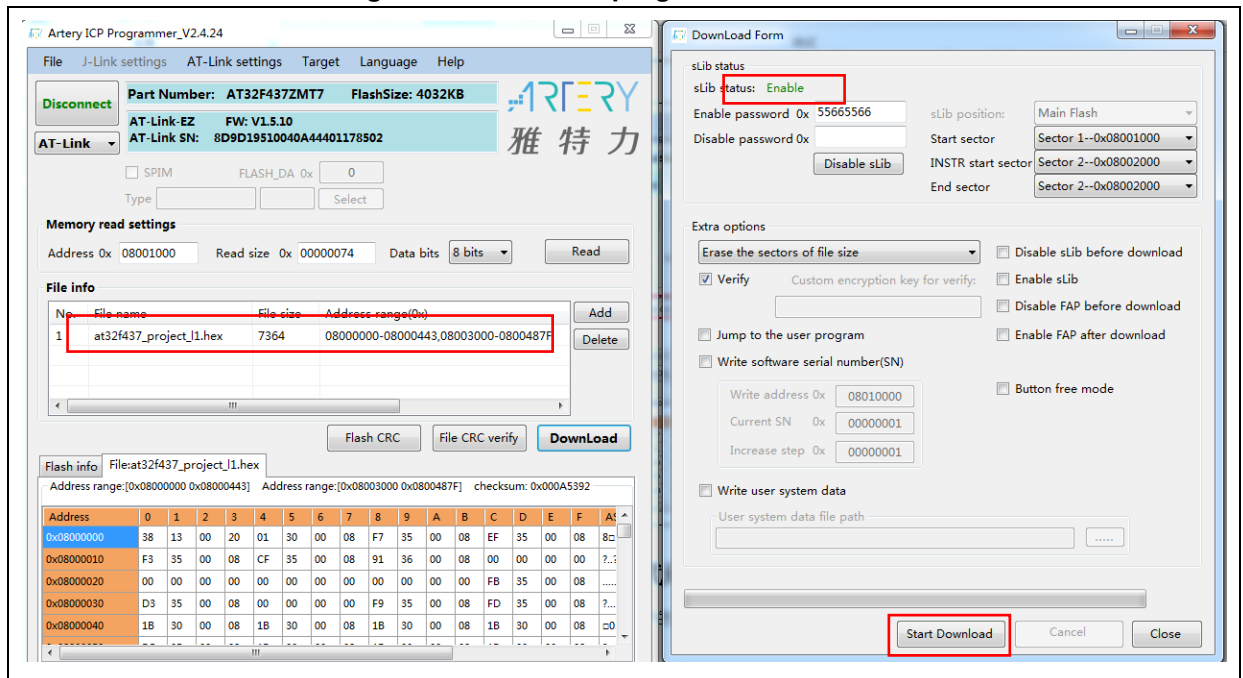 Artery ICP Programmer_V2.4.24
File J-Link settings AT-Link settings Target Language Help
Disconnect
Part Number: AT32F437ZMT7 FlashSize: 4032KB
AT-Link-EZ FW: V1.5.10
AT-Link SN: 8D9D19510040A44401178502
AT-Link
ARTERY
雅特力
SPIM FLASH_DA 0x 0
Type Select
Memory read settings
Address 0x 08001000 Read size 0x 00000074 Data bits 8 bits Read
File info
No. File name File size Address range(0x) Add
1 at32f437_project_l1.hex 7364 08000000-08000443,08003000-0800487F Delete
Flash CRC File CRC verify DownLoad
Flash info File:at32f437_project_l1.hex
Address range:[0x08000000 0x08000443] Address range:[0x08003000 0x0800487F] checksum: 0x000A5392
Address 0 1 2 3 4 5 6 7 8 9 A B C D E F
0x08000000 38 13 00 20 01 30 00 08 F7 35 00 08 EF 35 00 08
0x08000010 F3 35 00 08 CF 35 00 08 91 36 00 08 00 00 00 00
0x08000020 00 00 00 00 00 00 00 00 00 00 00 00 FB 35 00 08
0x08000030 D3 35 00 08 00 00 00 00 F9 35 00 08 FD 35 00 08
0x08000040 1B 30 00 08 1B 30 00 08 1B 30 00 08 1B 30 00 08
DownLoad Form
sLib status
sLib status: Enable
Enable password 0x 55665566 sLib position: Main Flash
Disable password 0x Start sector Sector 1--0x08001000
Disable sLib INSTR start sector Sector 2--0x08002000
End sector Sector 2--0x08002000
Extra options
Erase the sectors of file size Disable sLib before download
Verify Custom encryption key for verify: Enable sLib
Disable FAP before download
Jump to the user program Enable FAP after download
Write software serial number(SN)
Write address 0x 08010000 Button free mode
Current SN 0x 00000001
Increase step 0x 00000001
Write user system data
User system data file path
.....
Start Download Cancel Close